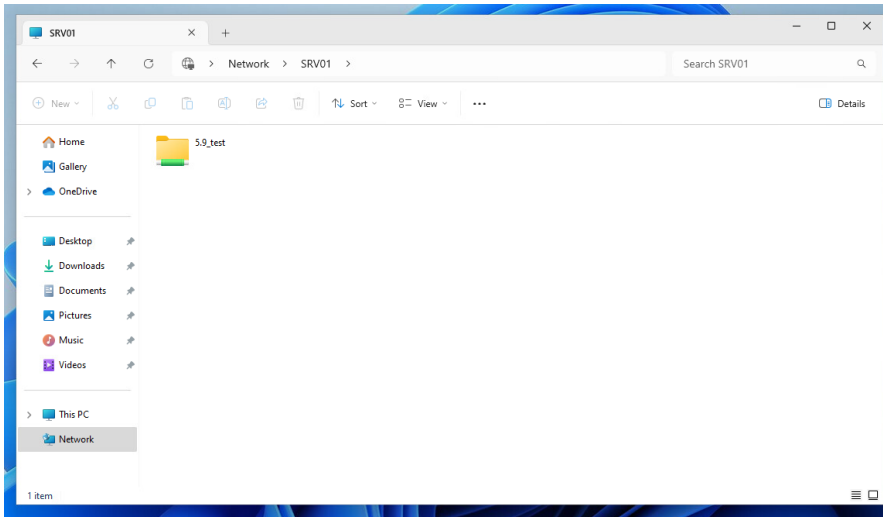 SRV01
Network > SRV01 >
Search SRV01
New
Sort
View
Details
Home
Gallery
OneDrive
Desktop
Downloads
Documents
Pictures
Music
Videos
This PC
Network
5.9_test
1 item